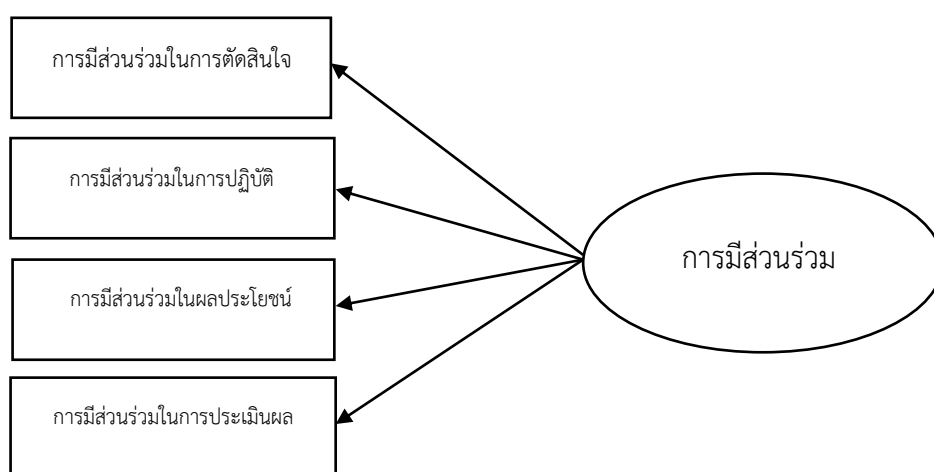 การมีส่วนร่วมในการตัดสินใจ
การมีส่วนร่วมในการปฏิบัติ
การมีส่วนร่วม
การมีส่วนร่วมในผลประโยชน์
การมีส่วนร่วมในการประเมินผล